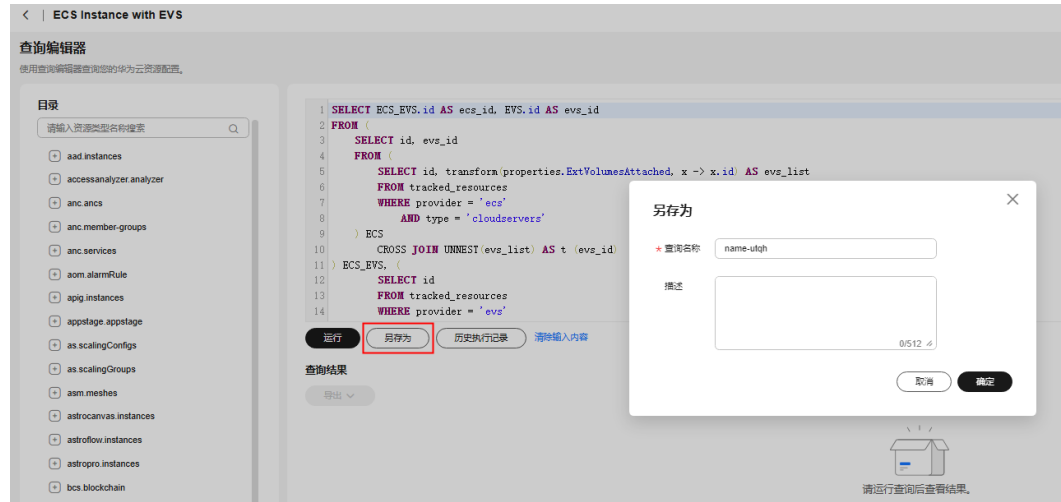 < | ECS Instance with EVS
查询编辑器
使用查询编辑器查询您的华为云资源配置。
目录
请输入资源类型名称搜索
aad.instances
accessanalyzer.analyzer
anc.ancs
anc.member-groups
anc.services
aom.alarmRule
apig.instances
appstage.appstage
as.scalingConfigs
as.scalingGroups
asm.meshes
astrocanvas.instances
astroflow.instances
astropro.instances
bcs.blockchain
1 SELECT ECS_EVS.id AS ecs_id, EVS.id AS evs_id
2 FROM (
3 SELECT id, evs_id
4 FROM (
5 SELECT id, transform(properties.ExtVolumesAttached, x -> x.id) AS evs_list
6 FROM tracked_resources
7 WHERE provider = 'ecs'
8 AND type = 'cloudservers'
9 ) ECS
10 CROSS JOIN UNNEST(evs_list) AS t (evs_id)
11 ) ECS_EVS, (
12 SELECT id
13 FROM tracked_resources
14 WHERE provider = 'evs'
运行 另存为 历史执行记录 清除输入内容
查询结果
导出
请运行查询后查看结果。
另存为
* 查询名称 name-utqh
描述
0/512
取消 确定